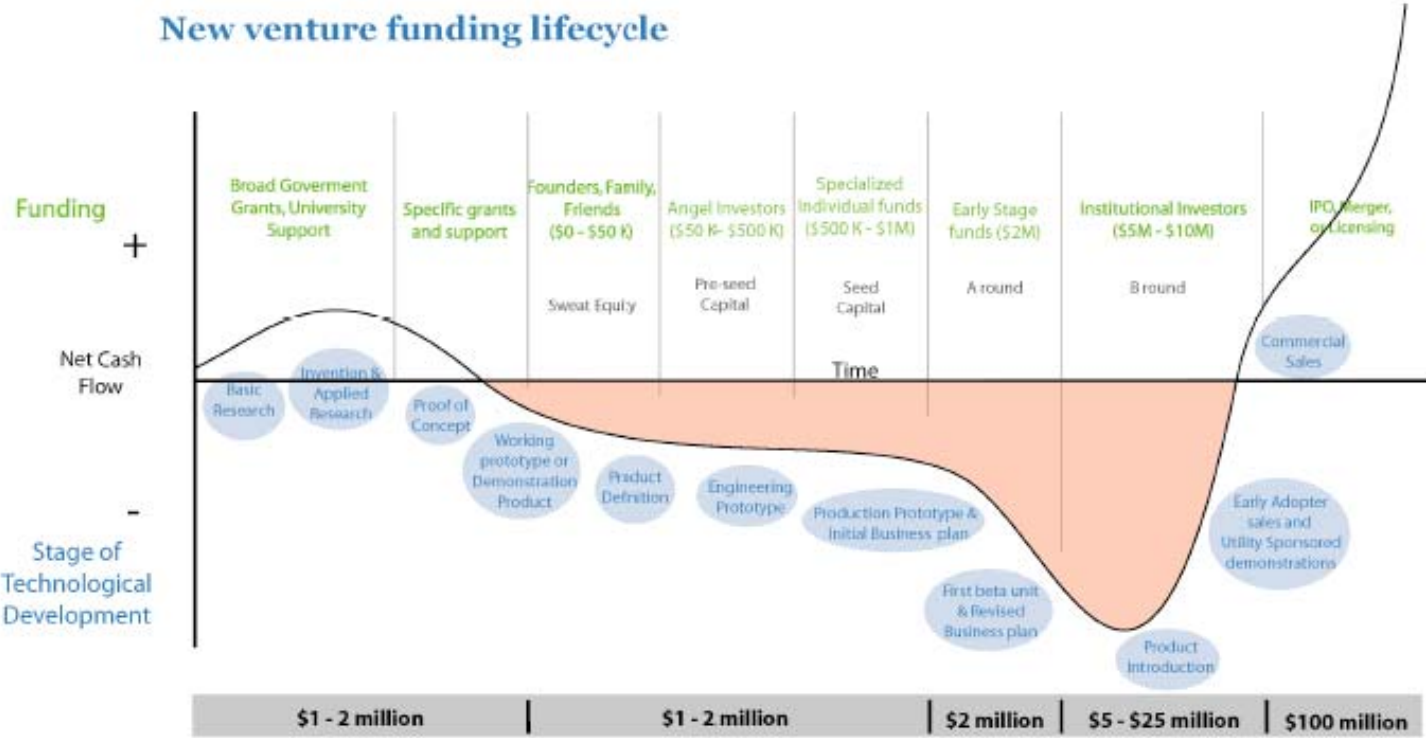 New venture funding lifecycle
Funding
+
Broad Goverment
Grants, University
Support
Specific grants
and support
Founders, Family,
Friends
($0 - $50 K)
Angel Investors
($50 K- $500 K)
Specialized
Individual funds
($500 K - $1M)
Early Stage
funds ($2M)
Institutional Investors
($5M - $10M)
IPO, Merger,
or Licensing
Sweat Equity
Pre-seed
Capital
Seed
Capital
A round
B round
Net Cash
Flow
Time
Basic
Research
Invention &
Applied
Research
Proof of
Concept
Working
prototype or
Demonstration
Product
Product
Definition
Engineering
Prototype
Production Prototype &
Initial Business plan
First beta unit
& Revised
Business plan
Product
Introduction
Early Adopter
sales and
Utility Sponsored
demonstrations
Commercial
Sales
-
Stage of
Technological
Development
$1 - 2 million
$1 - 2 million
$2 million
$5 - $25 million
$100 million